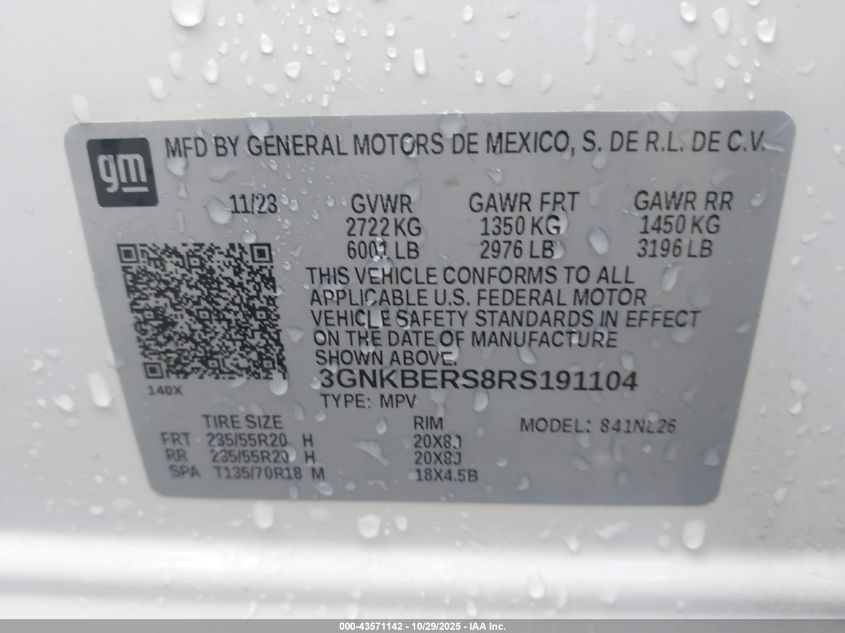 gm
MFD BY GENERAL MOTORS DE MEXICO, S. DE R.L. DE C.V.
11/23 GVWR GAWR FRT GAWR RR
2722 KG 1350 KG 1450 KG
6001 LB 2976 LB 3196 LB
THIS VEHICLE CONFORMS TO ALL
APPLICABLE U.S. FEDERAL MOTOR
VEHICLE SAFETY STANDARDS IN EFFECT
ON THE DATE OF MANUFACTURE
SHOWN ABOVE.
140X
3GNKBERS8RS191104
TYPE: MPV
TIRE SIZE RIM MODEL: 841NL26
FRT 235/55R20 H 20X8J
RR 235/55R20 H 20X8J
SPA T135/70R18 M 18X4.5B
000-43571142 - 10/29/2025 - IAA Inc.